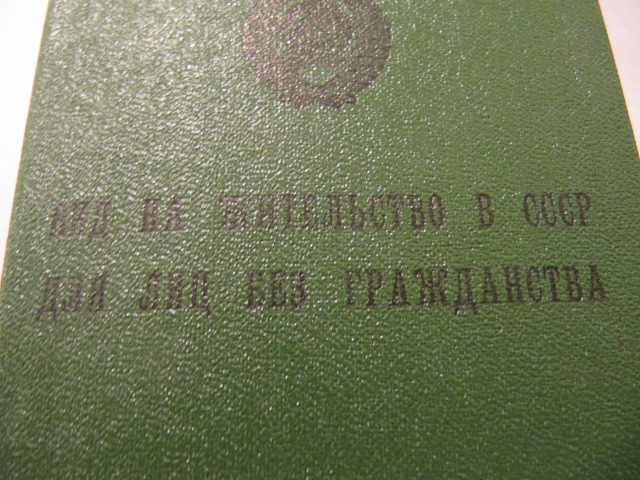 ВИД НА ЖИТЕЛЬСТВО В СССР
ДЛЯ ЛИЦ БЕЗ ГРАЖДАНСТВА